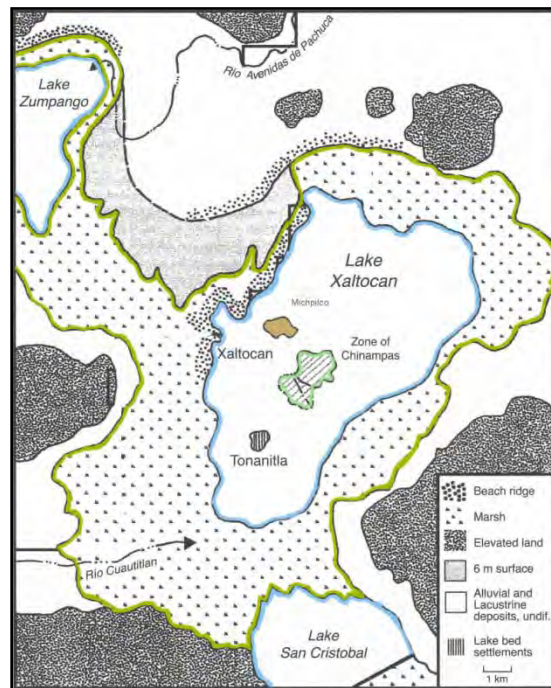 Río Avenidas de Pachuca
Lake
Zumpango
Lake
Xaltocan
Michpilco
Xaltocan
Zone of
Chinampas
Tonanitla
Río Cuautitlan
Lake
San Cristobal
Beach ridge
Marsh
Elevated land
6 m surface
Alluvial and
Lacustrine
deposits, undif.
Lake bed
settlements
1 km